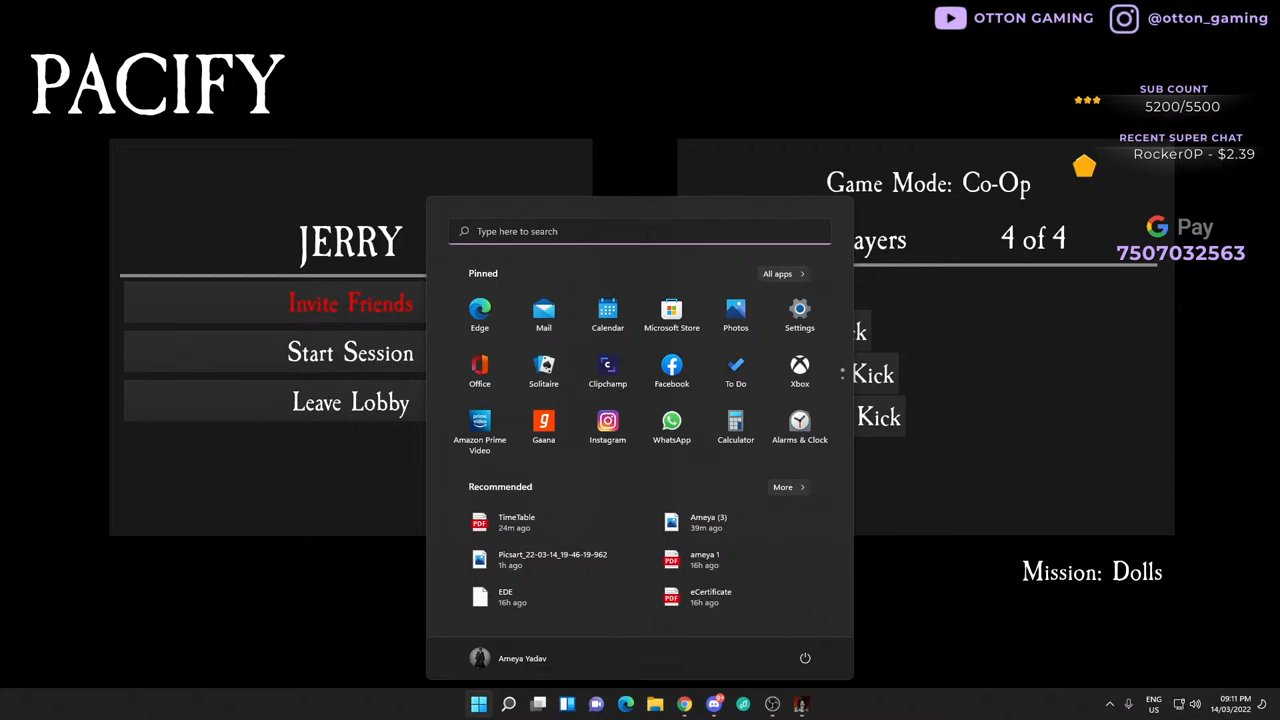 OTTON GAMING
@otton_gaming
PACIFY
SUB COUNT
5200/5500
RECENT SUPER CHAT
Rocker0P - $2.39
G Pay
7507032563
JERRY
Invite Friends
Start Session
Leave Lobby
Game Mode: Co-Op
ayers 4 of 4
Kick
Kick
Mission: Dolls
Type here to search
Pinned
All apps
Edge
Mail
Calendar
Microsoft Store
Photos
Settings
Office
Solitaire
Clipchamp
Facebook
To Do
Xbox
Amazon Prime
Video
Gaana
Instagram
WhatsApp
Calculator
Alarms & Clock
Recommended
More
TimeTable
24m ago
Ameya (3)
39m ago
Picsart_22-03-14_19-46-19-962
1h ago
ameya 1
16h ago
EDE
16h ago
eCertificate
16h ago
Ameya Yadav
ENG
US
09:11 PM
14/03/2022